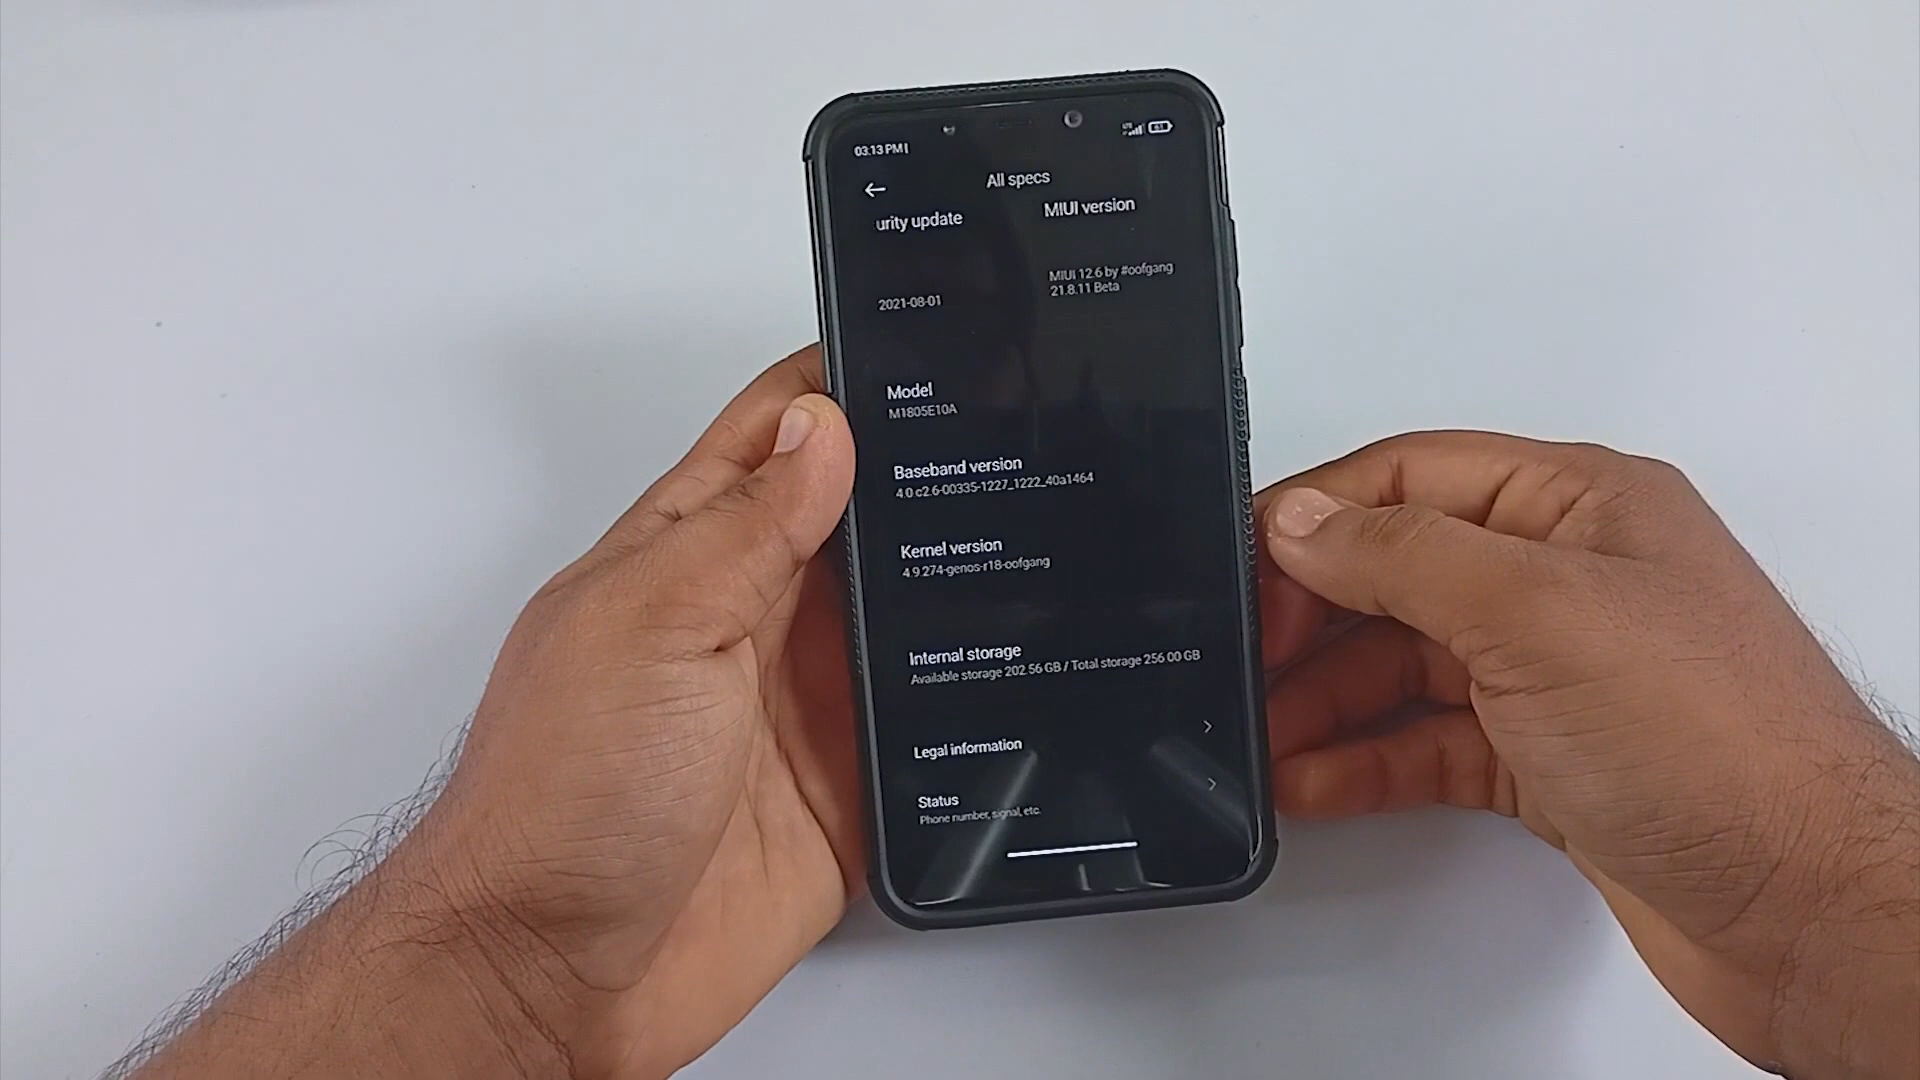 03.13 PM
61
All specs
urity update
MIUI version
2021-08-01
MIUI 12.6 by #oofgang
21.8.11 Beta
Model
M1805E10A
Baseband version
4.0.c2.6-00335-1227_1222_40a1464
Kernel version
4.9.274-genos-r18-oofgang
Internal storage
Available storage 202.56 GB / Total storage 256.00 GB
Legal information
Status
Phone number, signal, etc.